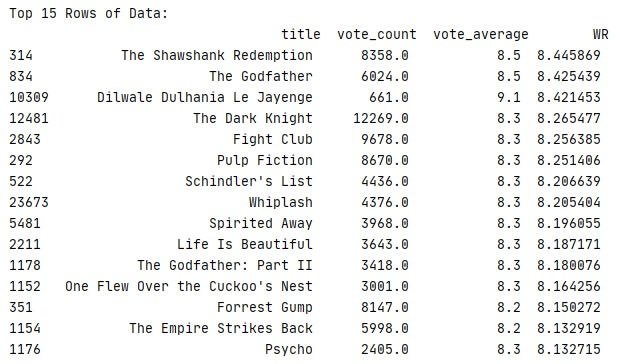 Top 15 Rows of Data:
title vote_count vote_average WR
314 The Shawshank Redemption 8358.0 8.5 8.445869
834 The Godfather 6024.0 8.5 8.425439
10309 Dilwale Dulhania Le Jayenge 661.0 9.1 8.421453
12481 The Dark Knight 12269.0 8.3 8.265477
2843 Fight Club 9678.0 8.3 8.256385
292 Pulp Fiction 8670.0 8.3 8.251406
522 Schindler's List 4436.0 8.3 8.206639
23673 Whiplash 4376.0 8.3 8.205404
5481 Spirited Away 3968.0 8.3 8.196055
2211 Life Is Beautiful 3643.0 8.3 8.187171
1178 The Godfather: Part II 3418.0 8.3 8.180076
1152 One Flew Over the Cuckoo's Nest 3001.0 8.3 8.164256
351 Forrest Gump 8147.0 8.2 8.150272
1154 The Empire Strikes Back 5998.0 8.2 8.132919
1176 Psycho 2405.0 8.3 8.132715